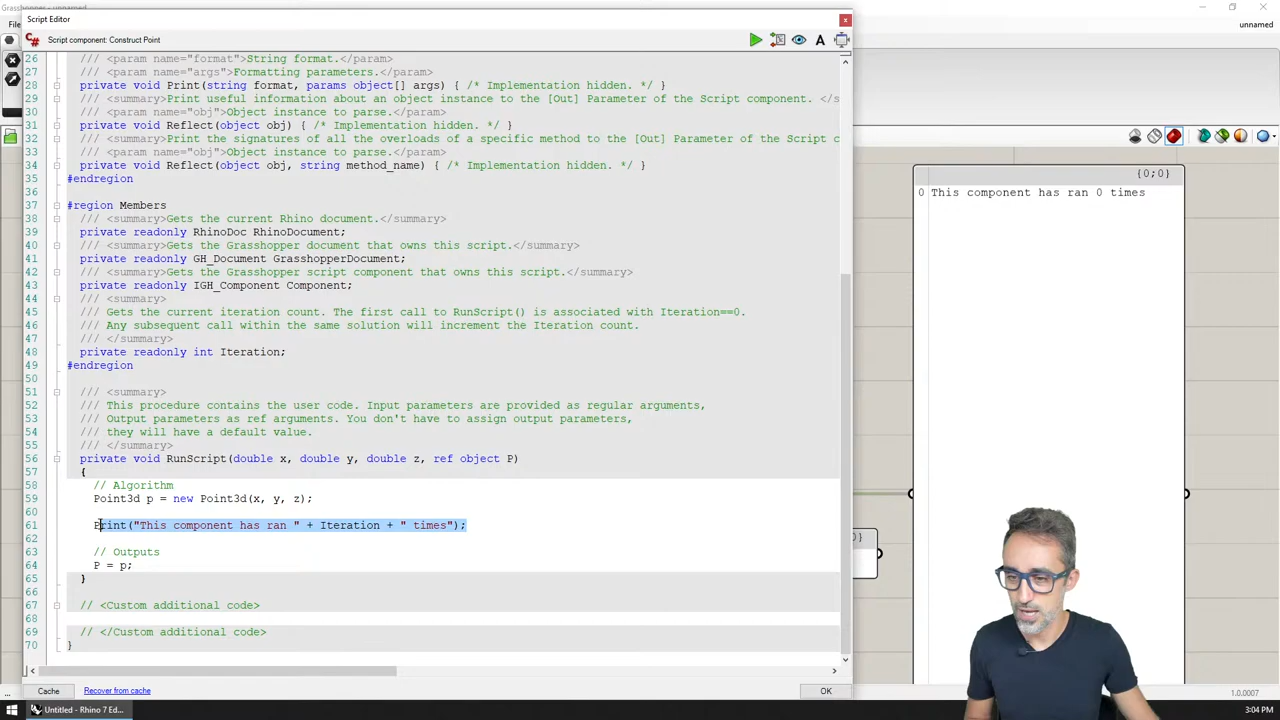 Grasshopper - unnamed
Script Editor
File
unnamed
Script component: Construct Point
26 /// <param name="format">String format.</param>
27 /// <param name="args">Formatting parameters.</param>
28 private void Print(string format, params object[] args) { /* Implementation hidden. */ }
29 /// <summary>Print useful information about an object instance to the [Out] Parameter of the Script component. </s
30 /// <param name="obj">Object instance to parse.</param>
31 private void Reflect(object obj) { /* Implementation hidden. */ }
32 /// <summary>Print the signatures of all the overloads of a specific method to the [Out] Parameter of the Script c
33 /// <param name="obj">Object instance to parse.</param>
34 private void Reflect(object obj, string method_name) { /* Implementation hidden. */ }
35 #endregion
36
37 #region Members
38 /// <summary>Gets the current Rhino document.</summary>
39 private readonly RhinoDoc RhinoDocument;
40 /// <summary>Gets the Grasshopper document that owns this script.</summary>
41 private readonly GH_Document GrasshopperDocument;
42 /// <summary>Gets the Grasshopper script component that owns this script.</summary>
43 private readonly IGH_Component Component;
44 /// <summary>
45 /// Gets the current iteration count. The first call to RunScript() is associated with Iteration==0.
46 /// Any subsequent call within the same solution will increment the Iteration count.
47 /// </summary>
48 private readonly int Iteration;
49 #endregion
50
51 /// <summary>
52 /// This procedure contains the user code. Input parameters are provided as regular arguments,
53 /// Output parameters as ref arguments. You don't have to assign output parameters,
54 /// they will have a default value.
55 /// </summary>
56 private void RunScript(double x, double y, double z, ref object P)
57 {
58 // Algorithm
59 Point3d p = new Point3d(x, y, z);
60
61 Print("This component has ran " + Iteration + " times");
62
63 // Outputs
64 P = p;
65 }
66
67 // <Custom additional code>
68
69 // </Custom additional code>
70 }
{0;0}
0 This component has ran 0 times
0}
Cache
Recover from cache
OK
...
1.0.0007
Untitled - Rhino 7 Ed...
3:04 PM